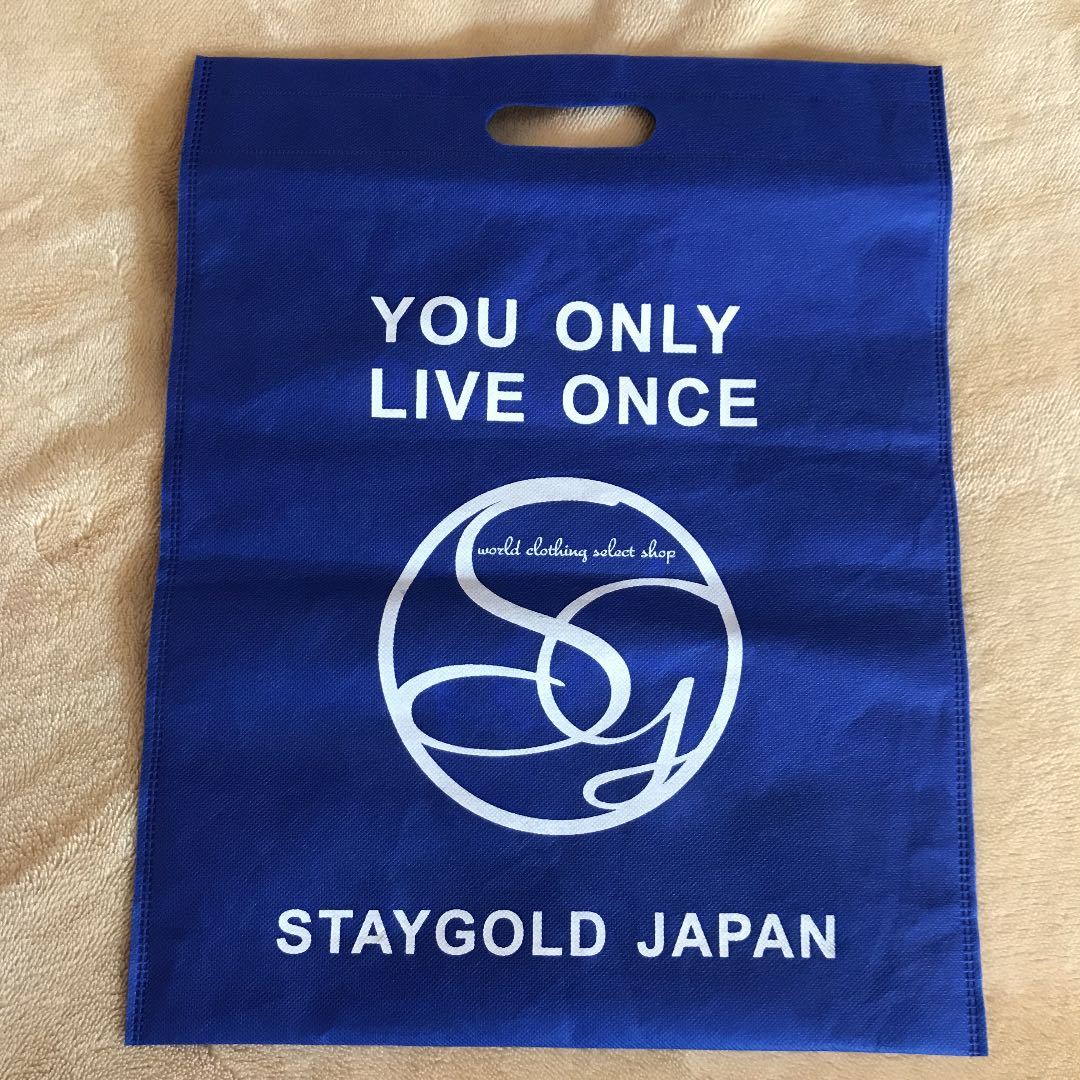 YOU ONLY
LIVE ONCE
world clothing select shop
Sg
STAYGOLD JAPAN